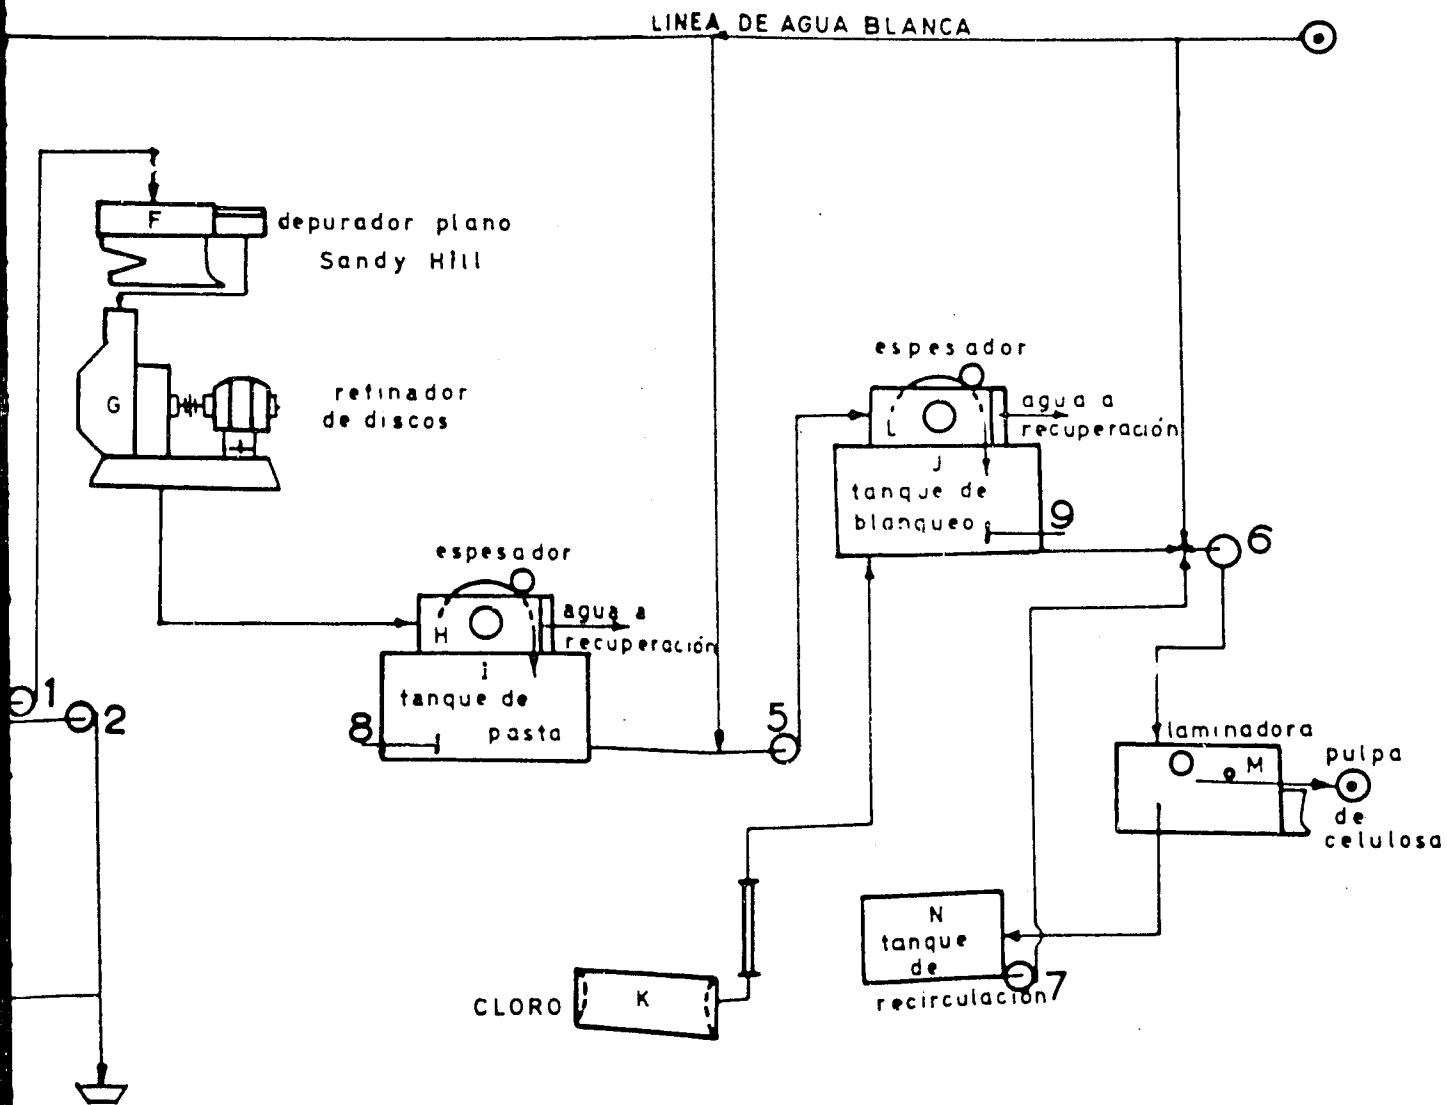 LINEA DE AGUA BLANCA
F
depurador plano
Sandy Hill
G
refinador
de discos
espesador
L
agua a
recuperación
J
tanque de
blanqueo
9
6
espesador
H
agua a
recuperación
i
tanque de
pasta
8
5
1
2
laminadora
M
pulpa
de
celulosa
N
tanque
de
recirculación
7
CLORO
K